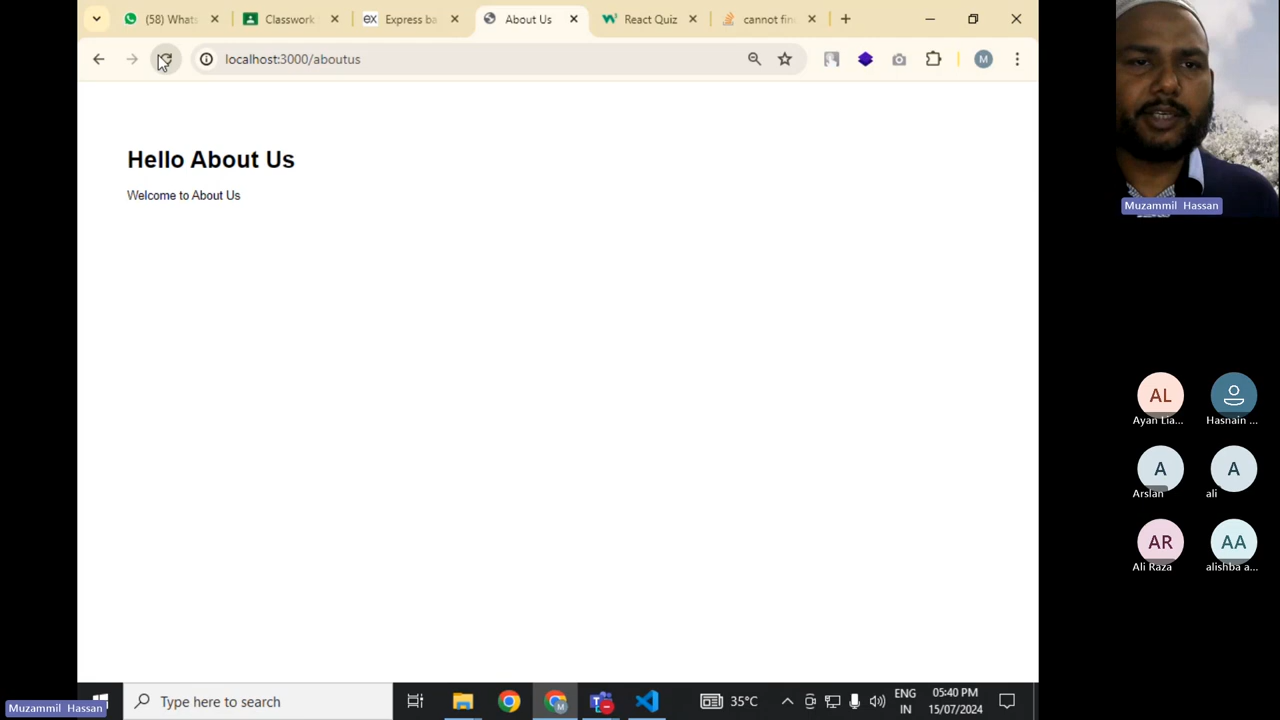 (58) Whats
Classwork
ex Express ba
About Us
React Quiz
cannot fin
localhost:3000/aboutus
M
Hello About Us
Welcome to About Us
Muzammil Hassan
AL
Ayan Lia...
Hasnain ...
A
Arslan
A
ali
AR
Ali Raza
AA
alishba a...
Muzammil Hassan
Type here to search
35°C
ENG
IN
05:40 PM
15/07/2024